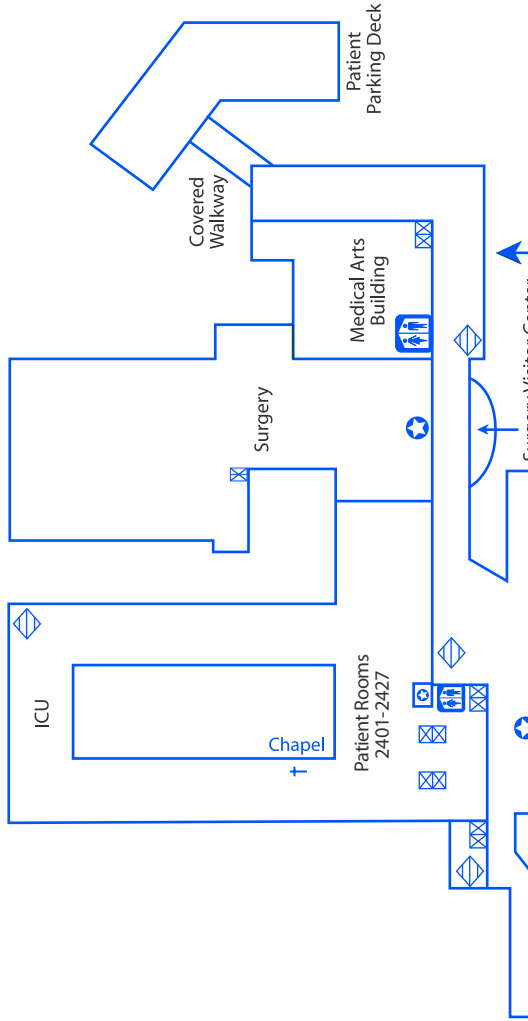 Patient
Parking Deck
Covered
Walkway
Medical Arts
Building
Surgery
ICU
Chapel
Patient Rooms
2401-2427